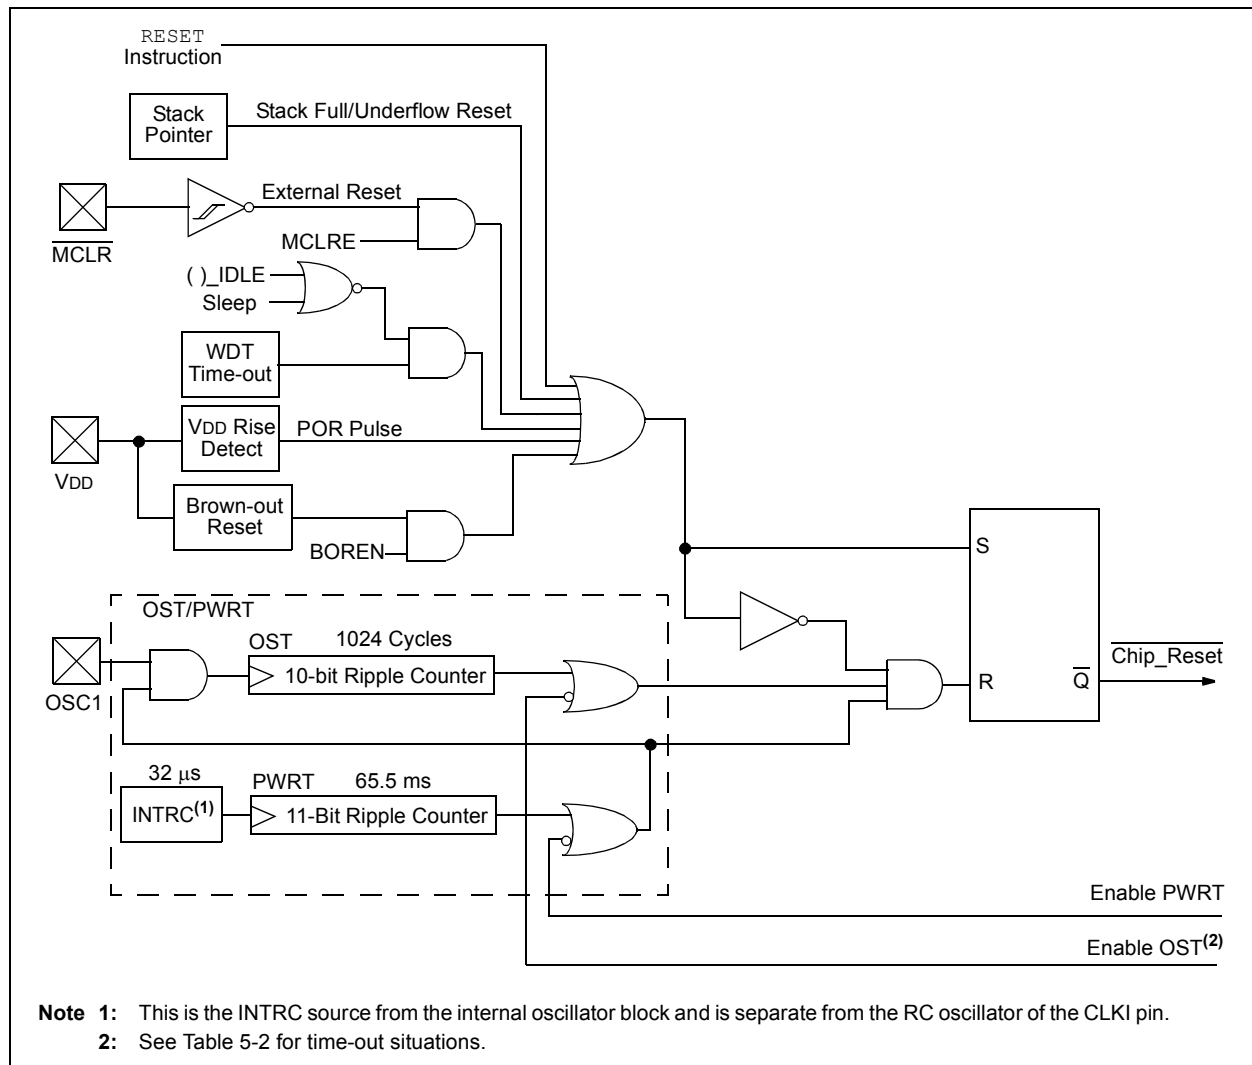 RESET
Instruction
Stack
Pointer
Stack Full/Underflow Reset
External Reset
MCLR
MCLRE
( )_IDLE
Sleep
WDT
Time-out
VDD Rise
Detect
POR Pulse
VDD
Brown-out
Reset
BOREN
S
OST/PWRT
OST
1024 Cycles
10-bit Ripple Counter
OSC1
Chip_Reset
R
Q
32 μs
PWRT
65.5 ms
INTRC(1)
11-Bit Ripple Counter
Enable PWRT
Enable OST(2)
Note 1: This is the INTRC source from the internal oscillator block and is separate from the RC oscillator of the CLKI pin.
2: See Table 5-2 for time-out situations.